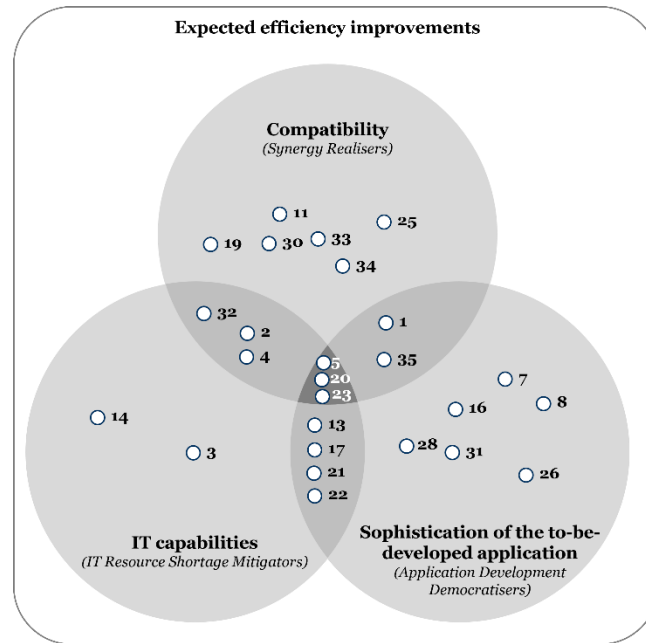 Expected efficiency improvements
Compatibility
(Synergy Realisers)
11
25
19
30
33
34
32
2
4
1
35
5
20
23
7
8
16
14
3
13
17
21
22
28
31
26
IT capabilities
(IT Resource Shortage Mitigators)
Sophistication of the to-be-
developed application
(Application Development
Democratisers)